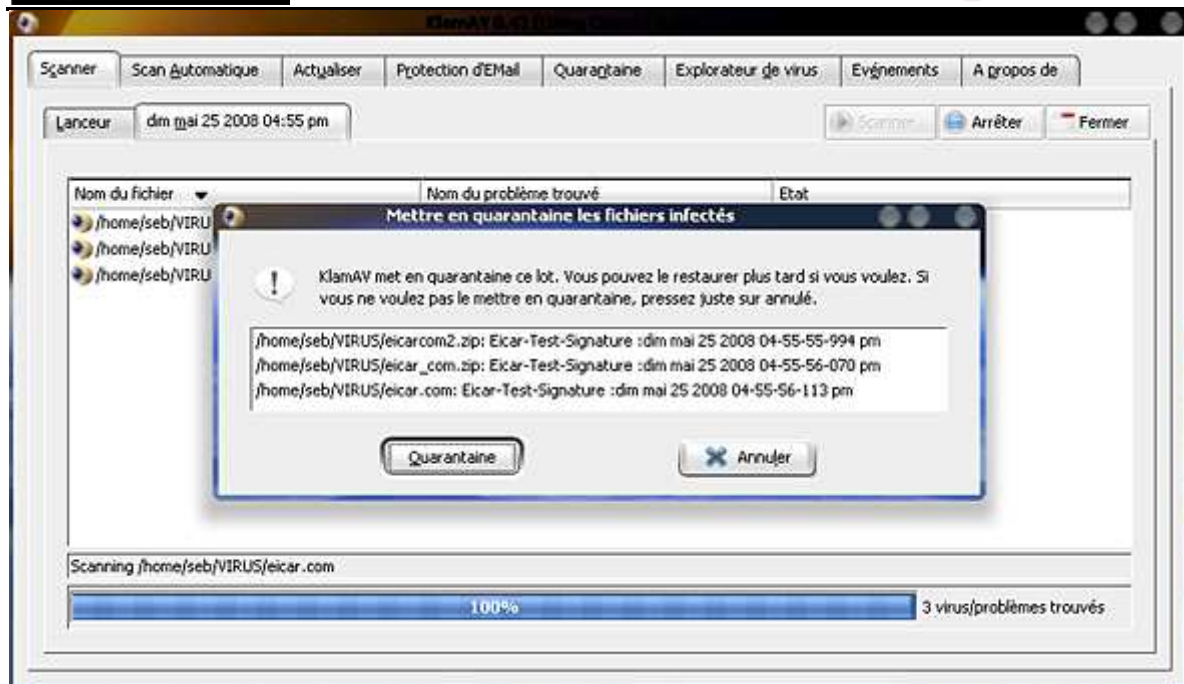 KlamAV 0.41
Scanner Scan Automatique Actualiser Protection d'EMail Quarantaine Explorateur de virus Evénements A propos de
Lanceur dim mai 25 2008 04:55 pm Scanner Arrêter Fermer
Nom du fichier Nom du problème trouvé Etat
/home/seb/VIRU
/home/seb/VIRU
/home/seb/VIRU
Mettre en quarantaine les fichiers infectés
KlamAV met en quarantaine ce lot. Vous pouvez le restaurer plus tard si vous voulez. Si
vous ne voulez pas le mettre en quarantaine, pressez juste sur annulé.
/home/seb/VIRUS/eicarcom2.zip: Eicar-Test-Signature :dim mai 25 2008 04-55-55-994 pm
/home/seb/VIRUS/eicar_com.zip: Eicar-Test-Signature :dim mai 25 2008 04-55-56-070 pm
/home/seb/VIRUS/eicar.com: Eicar-Test-Signature :dim mai 25 2008 04-55-56-113 pm
Quarantaine Annuler
Scanning /home/seb/VIRUS/eicar.com
100% 3 virus/problèmes trouvés